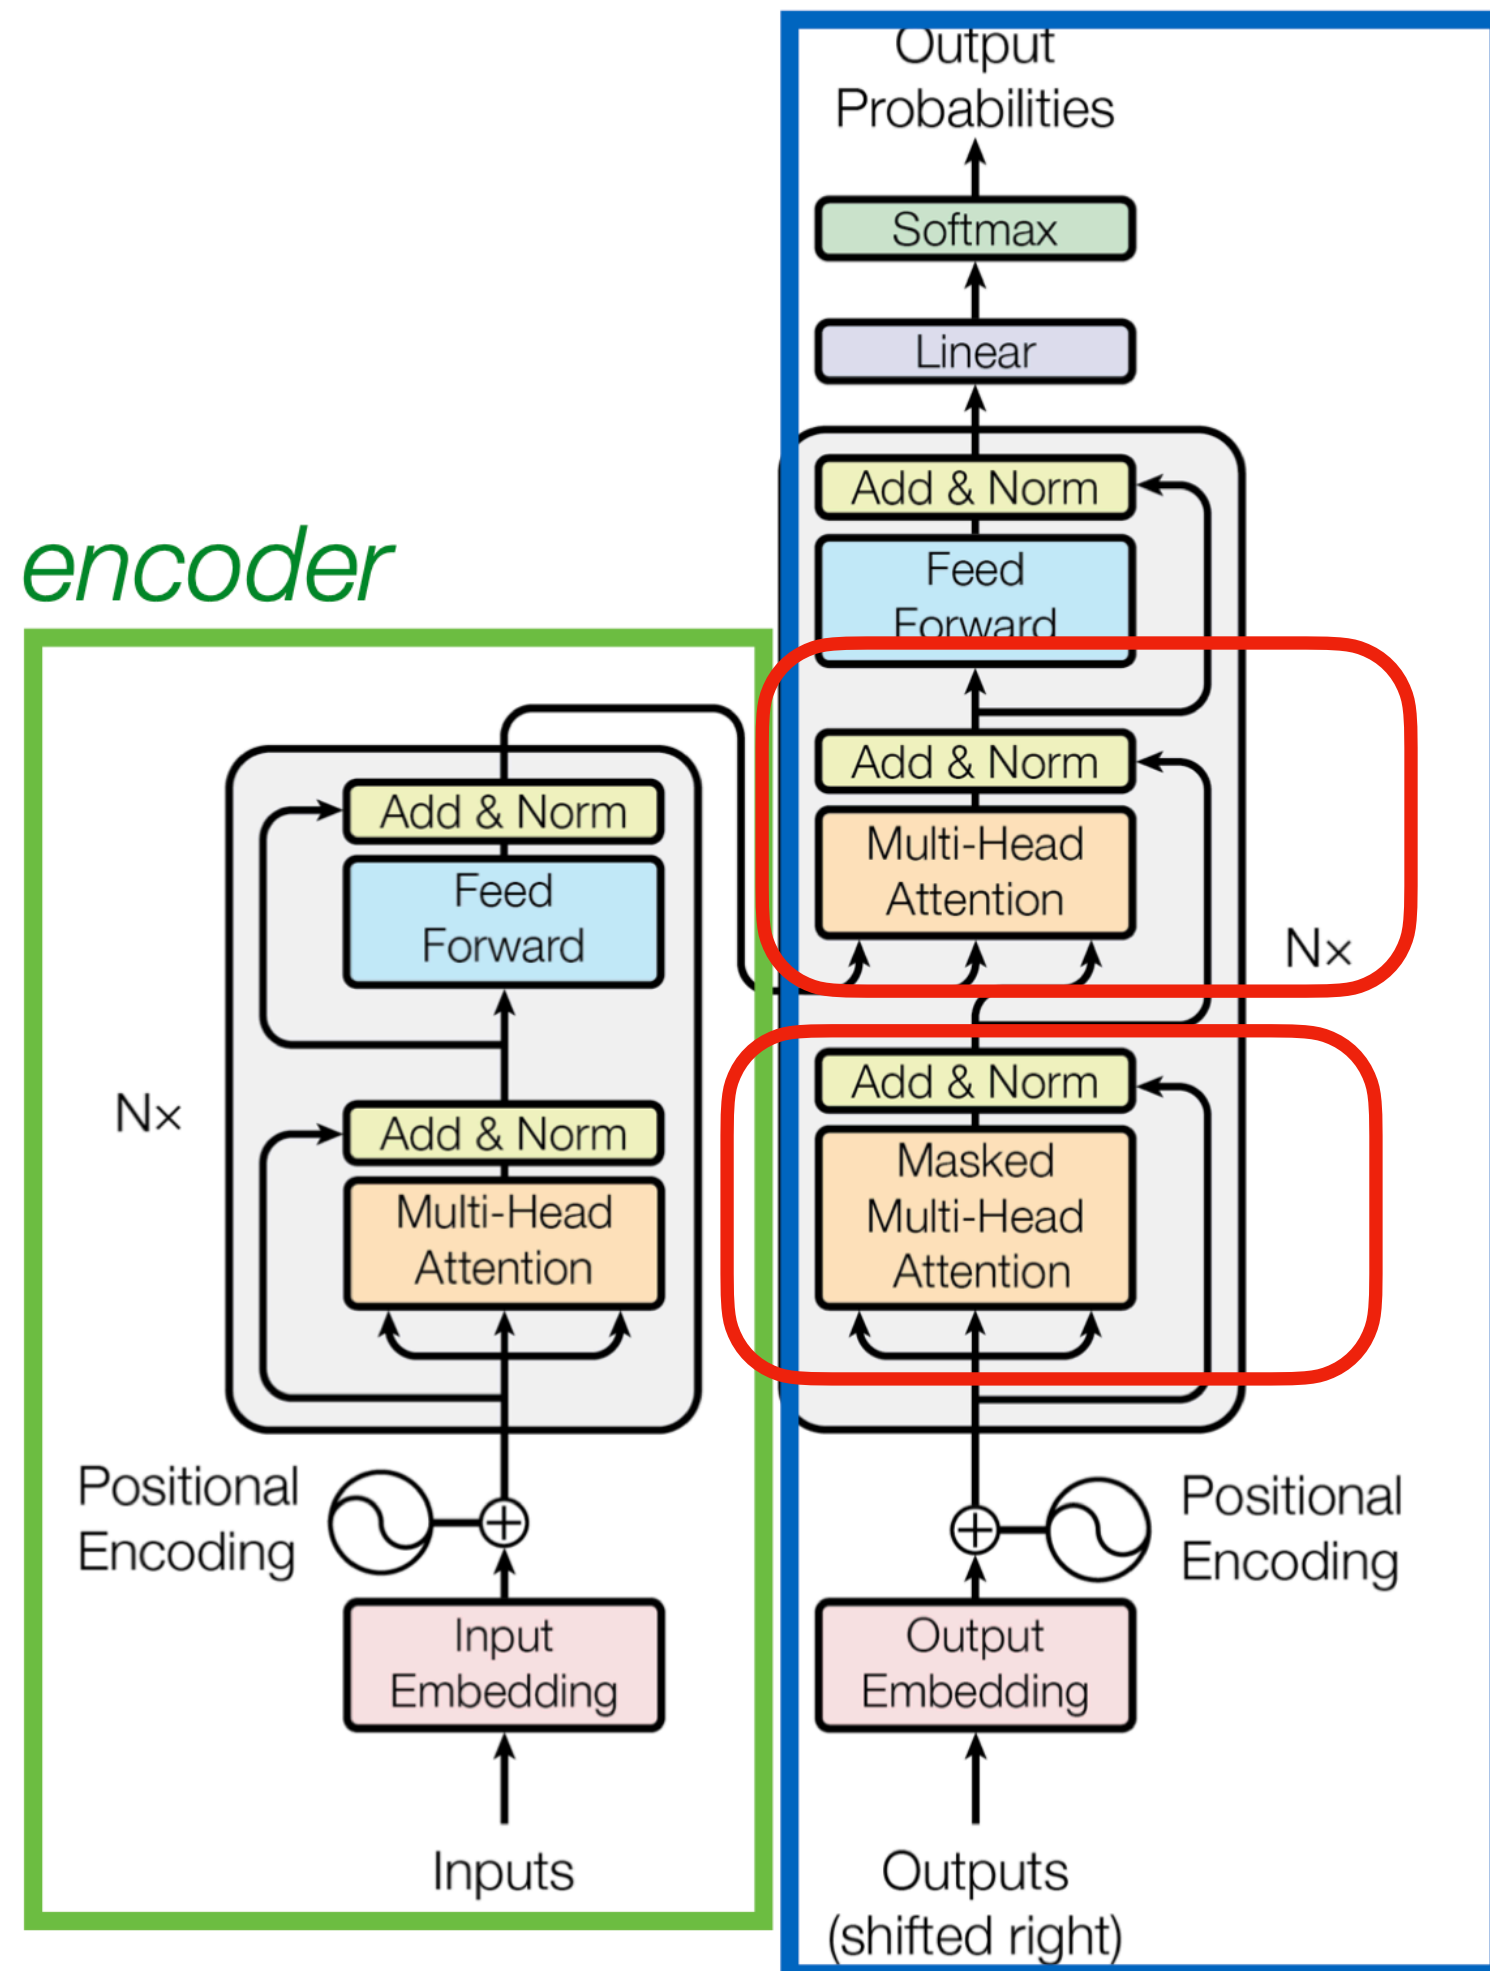 encoder
Add & Norm
Feed
Forward
Add & Norm
Multi-Head
Attention
N×
Positional
Encoding
Input
Embedding
Inputs
Output
Probabilities
Softmax
Linear
Add & Norm
Feed
Forward
Add & Norm
Multi-Head
Attention
N×
Add & Norm
Masked
Multi-Head
Attention
Positional
Encoding
Output
Embedding
Outputs
(shifted right)